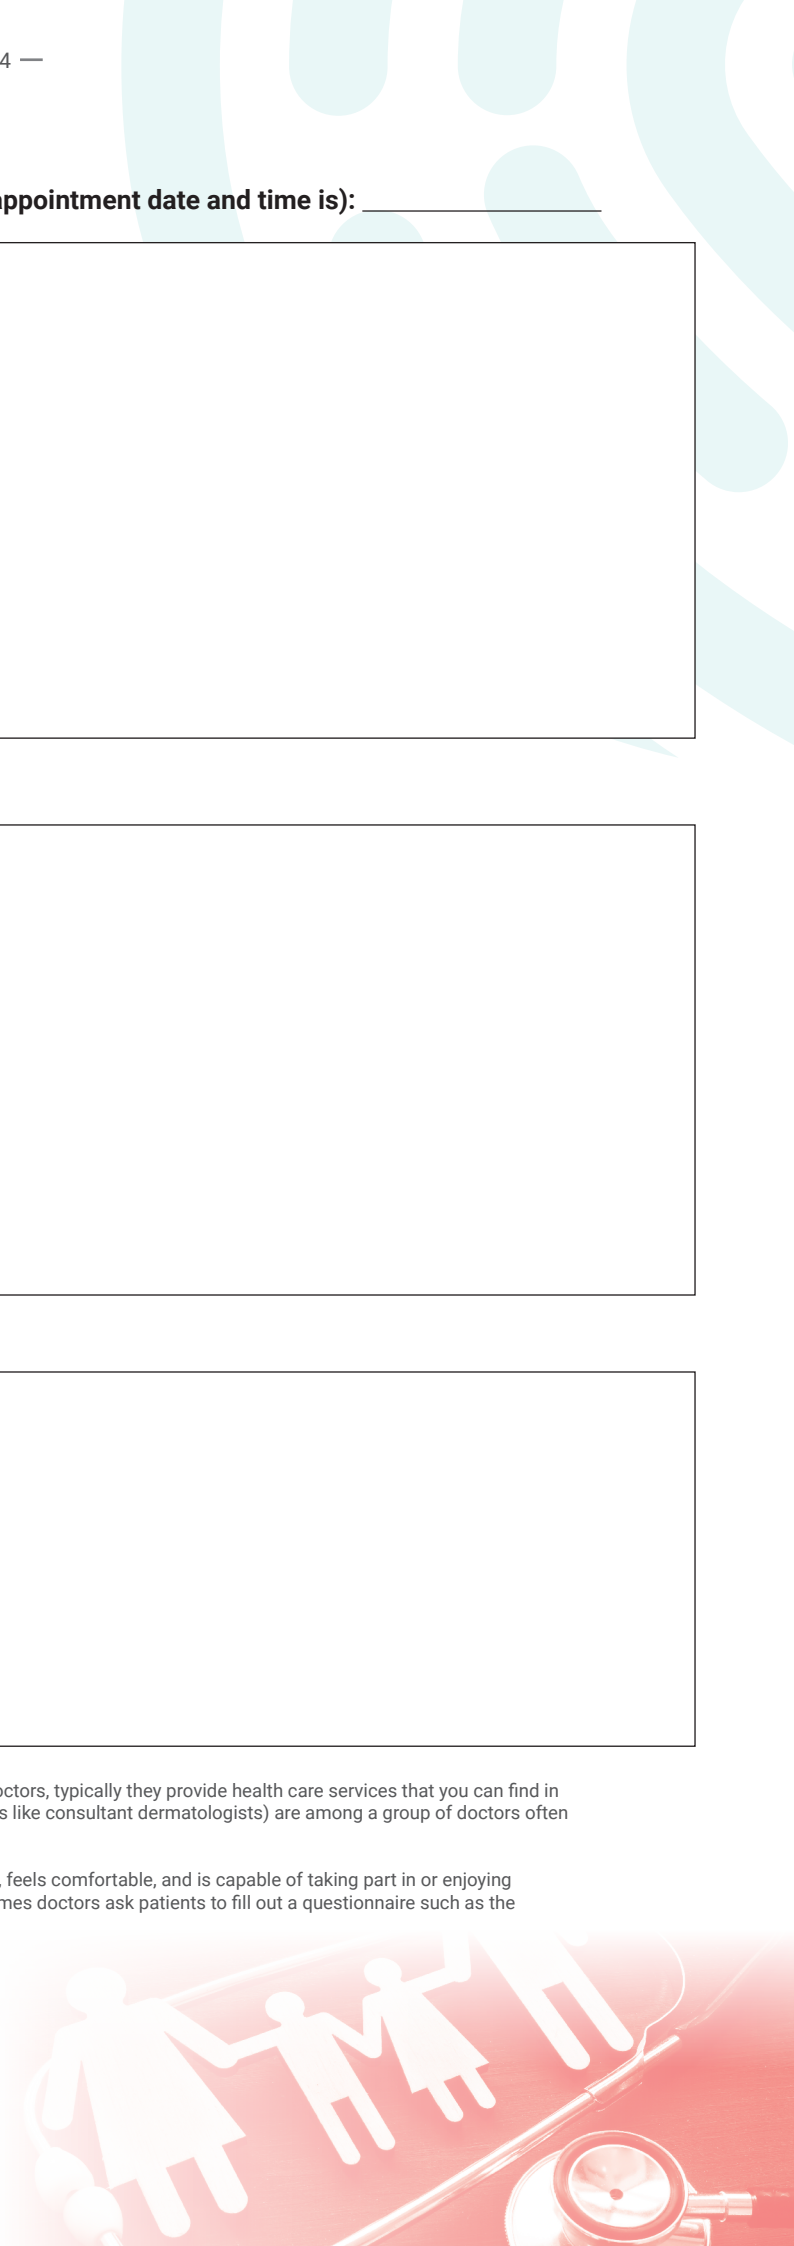 4 —
appointment date and time is): ____________________
octors, typically they provide health care services that you can find in
s like consultant dermatologists) are among a group of doctors often
, feels comfortable, and is capable of taking part in or enjoying
mes doctors ask patients to fill out a questionnaire such as the